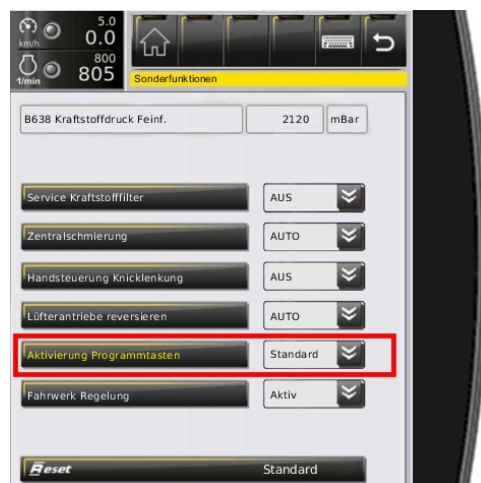 5.0
km/h 0.0
800
1/min 805
Sonderfunktionen
B638 Kraftstoffdruck Feinf. 2120 mBar
Service Kraftstofffilter AUS
Zentralschmierung AUTO
Handsteuerung Knicklenkung AUS
Lüfterantriebe reversieren AUTO
Aktivierung Programmtasten Standard
Fahrwerk Regelung Aktiv
Reset Standard